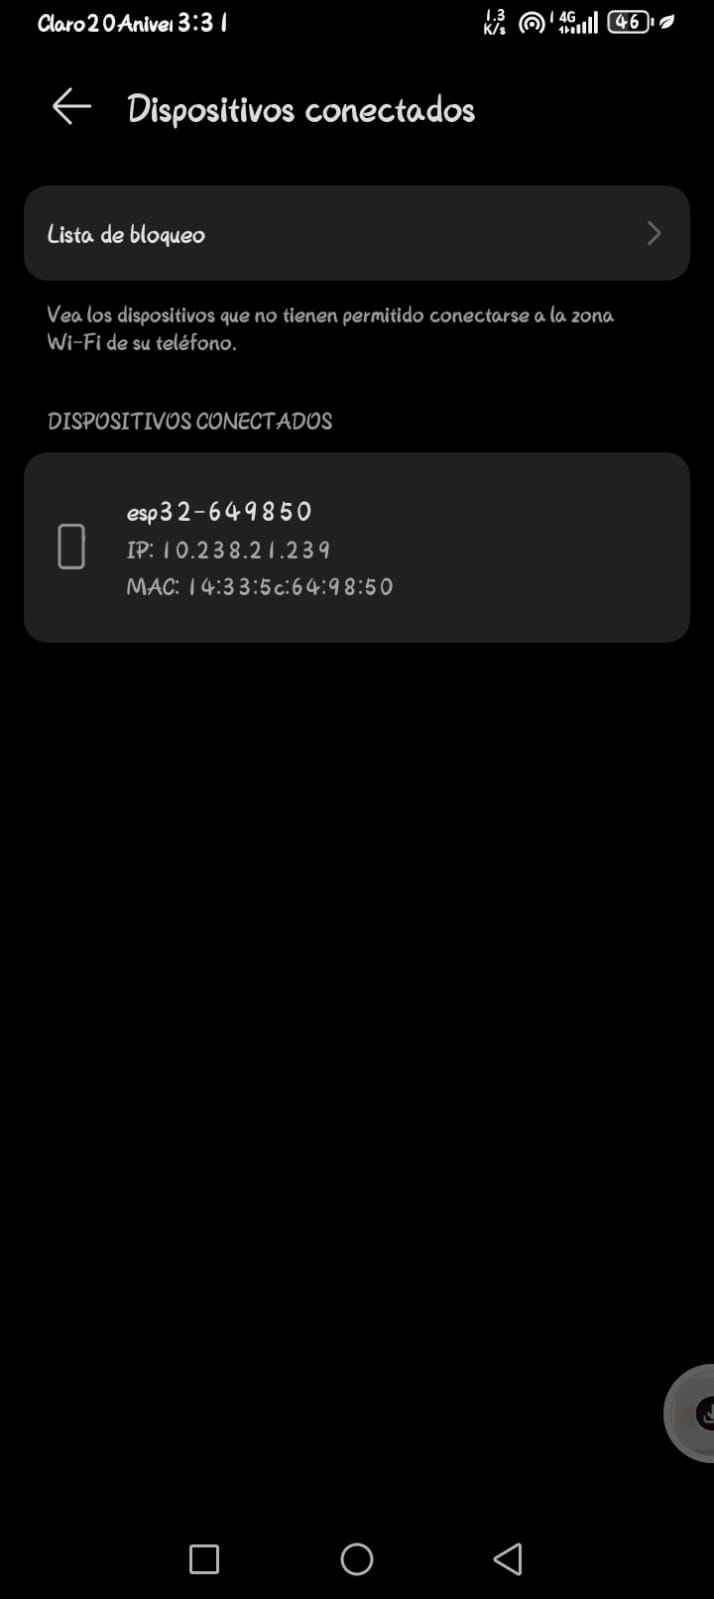 Claro20Aniver 3:31
1.3 K/s 4G 46
Dispositivos conectados
Lista de bloqueo
Vea los dispositivos que no tienen permitido conectarse a la zona
Wi-Fi de su teléfono.
DISPOSITIVOS CONECTADOS
esp32-649850
IP: 10.238.21.239
MAC: 14:33:5c:64:98:50